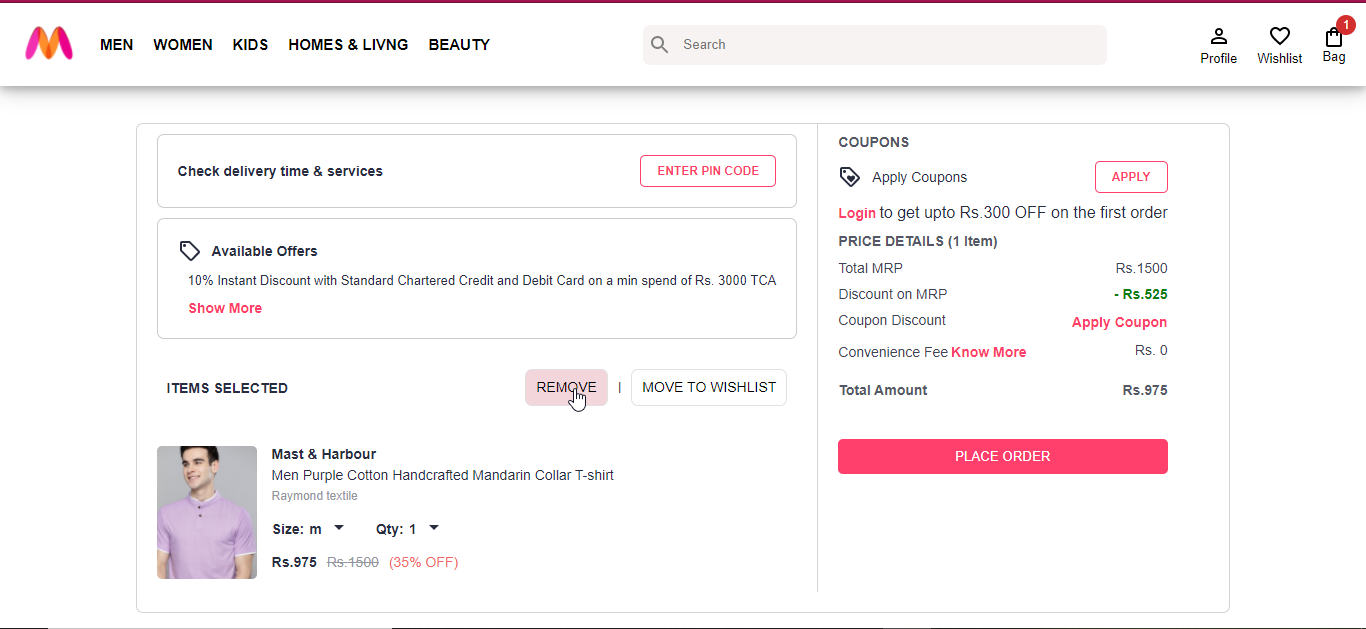 MEN WOMEN KIDS HOMES & LIVNG BEAUTY
Search
Profile
Wishlist
1
Bag
Check delivery time & services
ENTER PIN CODE
Available Offers
10% Instant Discount with Standard Chartered Credit and Debit Card on a min spend of Rs. 3000 TCA
Show More
ITEMS SELECTED
REMOVE | MOVE TO WISHLIST
Mast & Harbour
Men Purple Cotton Handcrafted Mandarin Collar T-shirt
Raymond textile
Size: m Qty: 1
Rs.975 Rs.1500 (35% OFF)
COUPONS
Apply Coupons APPLY
Login to get upto Rs.300 OFF on the first order
PRICE DETAILS (1 Item)
Total MRP Rs.1500
Discount on MRP - Rs.525
Coupon Discount Apply Coupon
Convenience Fee Know More Rs. 0
Total Amount Rs.975
PLACE ORDER